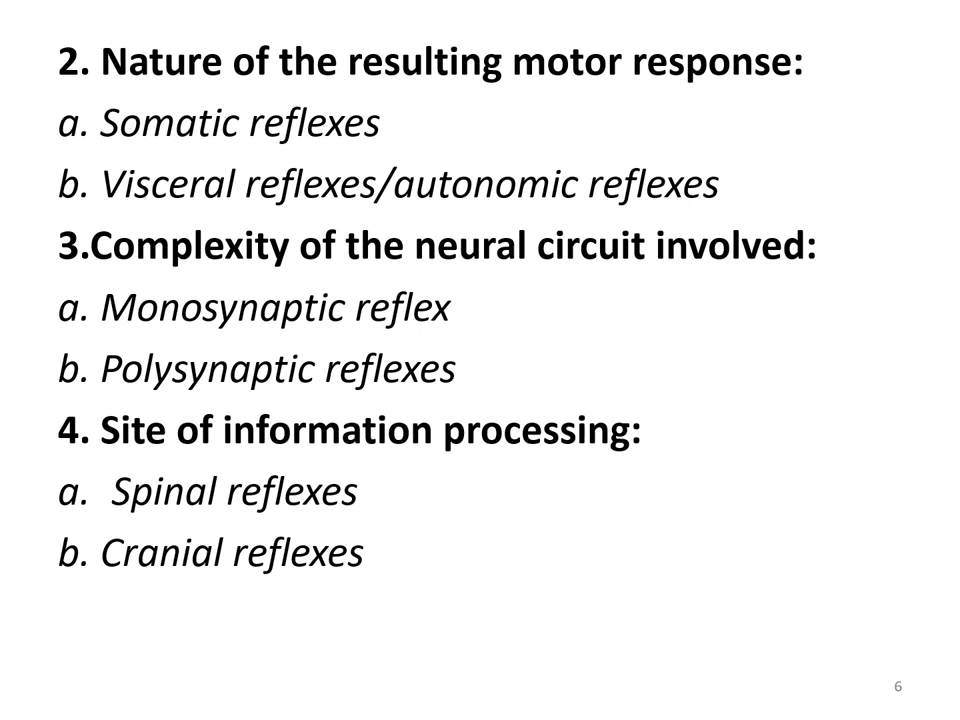 2. Nature of the resulting motor response:
a. Somatic reflexes
b. Visceral reflexes/autonomic reflexes
3.Complexity of the neural circuit involved:
a. Monosynaptic reflex
b. Polysynaptic reflexes
4. Site of information processing:
a. Spinal reflexes
b. Cranial reflexes
6